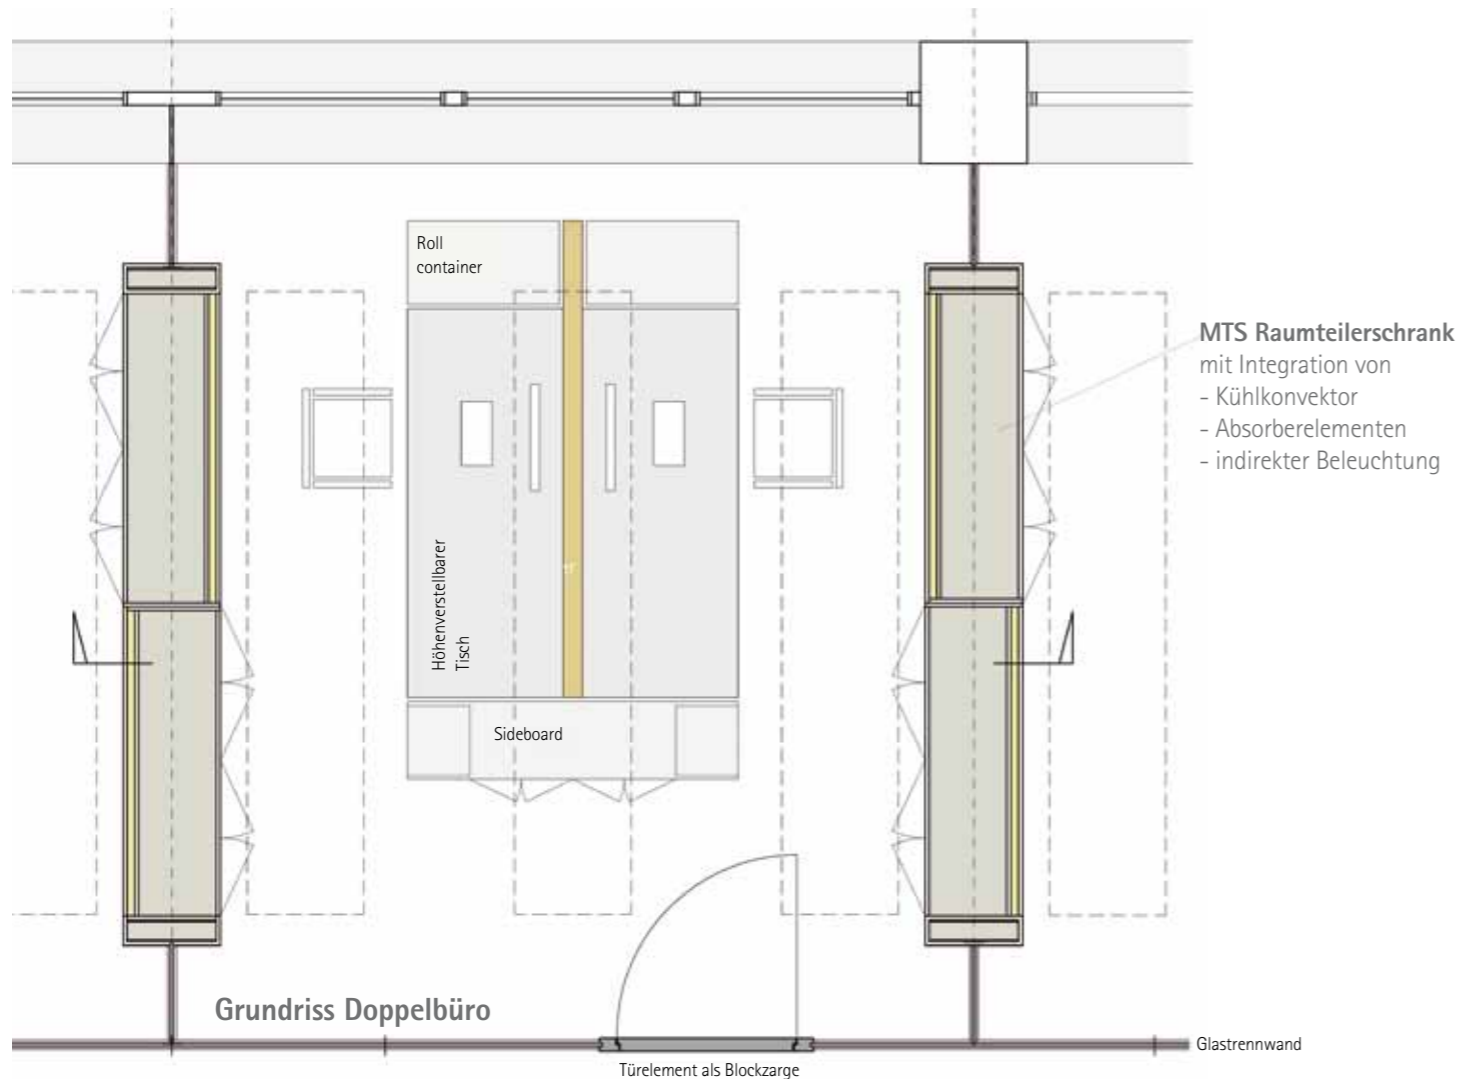 Roll
container
MTS Raumteilerschrank
mit Integration von
- Kühlkonvektor
- Absorberelementen
- indirekter Beleuchtung
Höhenverstellbarer
Tisch
er
Sideboard
Grundriss Doppelbüro
Glastrennwand
Türelement als Blockzarge